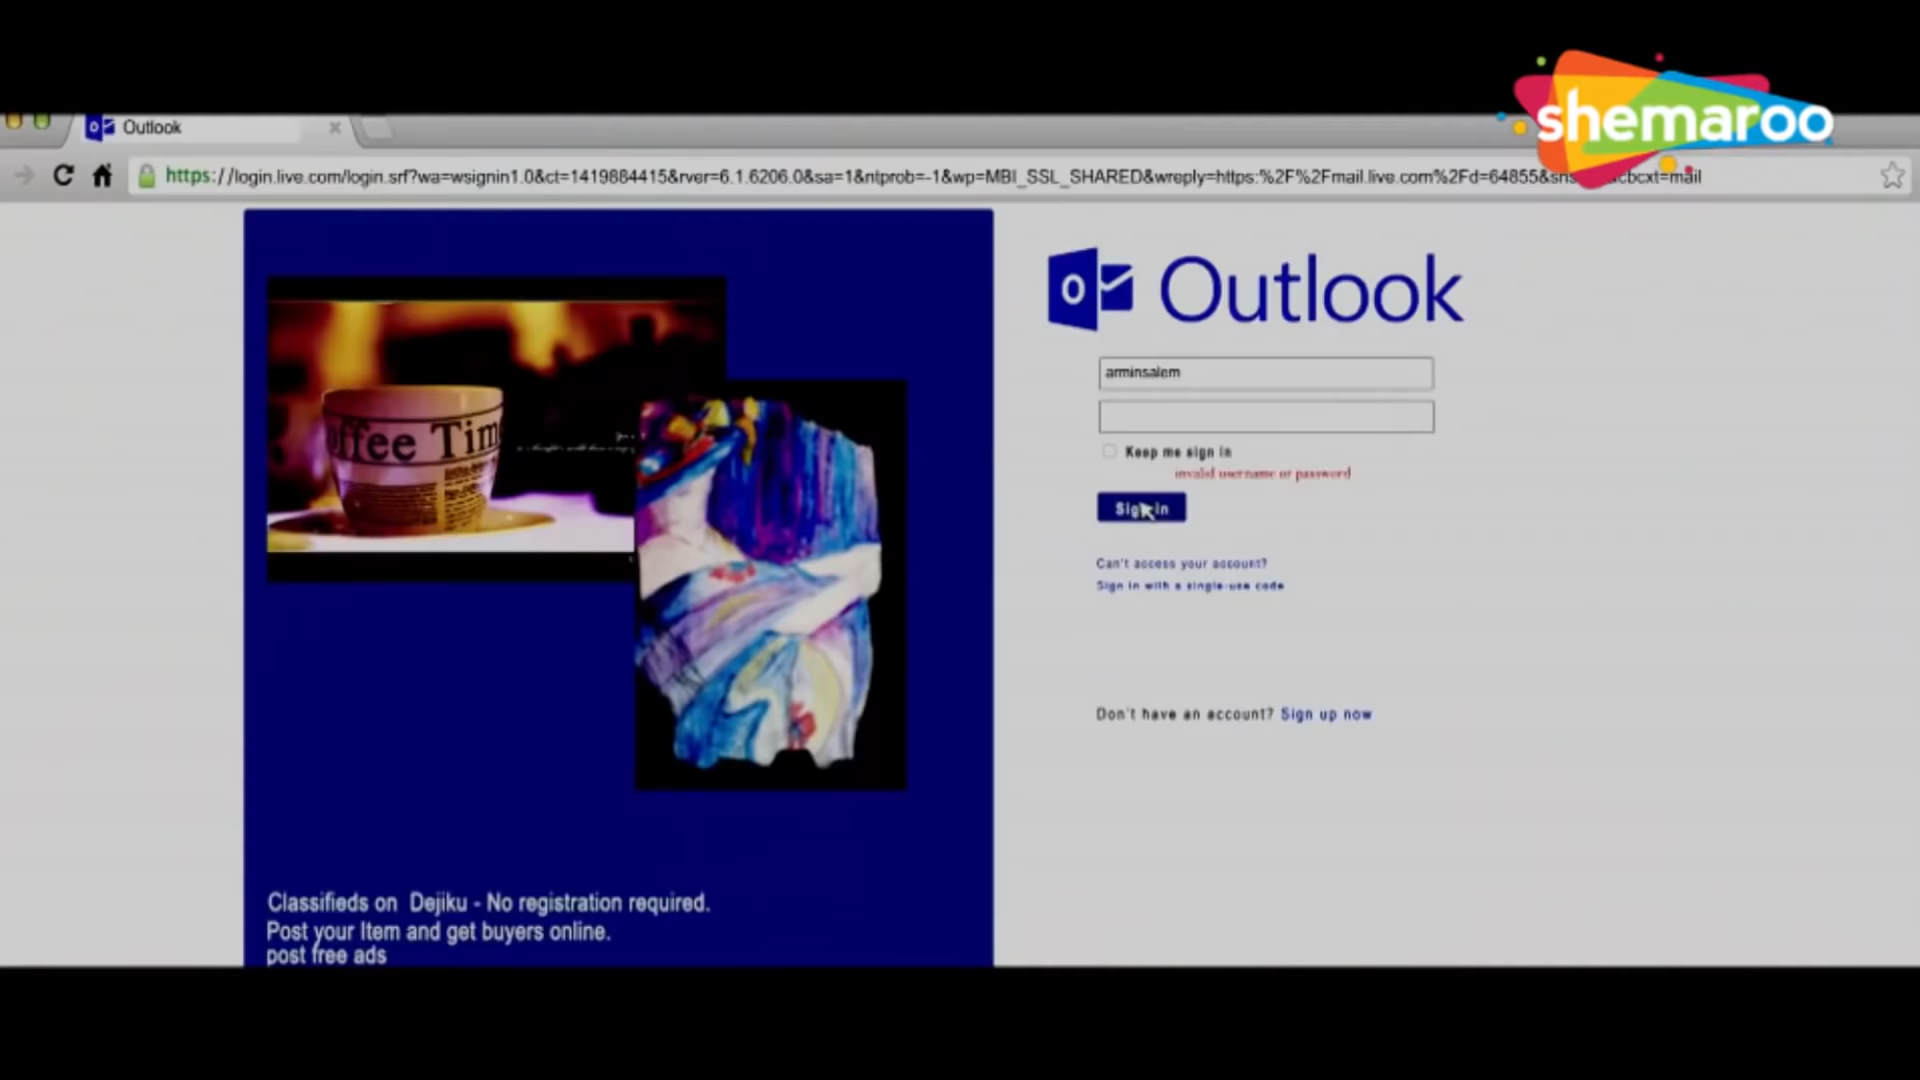 shemaroo
Outlook
https://login.live.com/login.srf?wa=wsignin1.0&ct=1419884415&rver=6.1.6206.0&sa=1&ntprob=-1&wp=MBI_SSL_SHARED&wreply=https:%2F%2Fmail.live.com%2Fd=64855&sns cbcxt=mail
Outlook
arminsalem
Keep me sign in
invalid username or password
Sign in
Can't access your account?
Sign in with a single-use code
Don't have an account? Sign up now
offee Tim
Classifieds on Dejiku - No registration required.
Post your Item and get buyers online.
post free ads